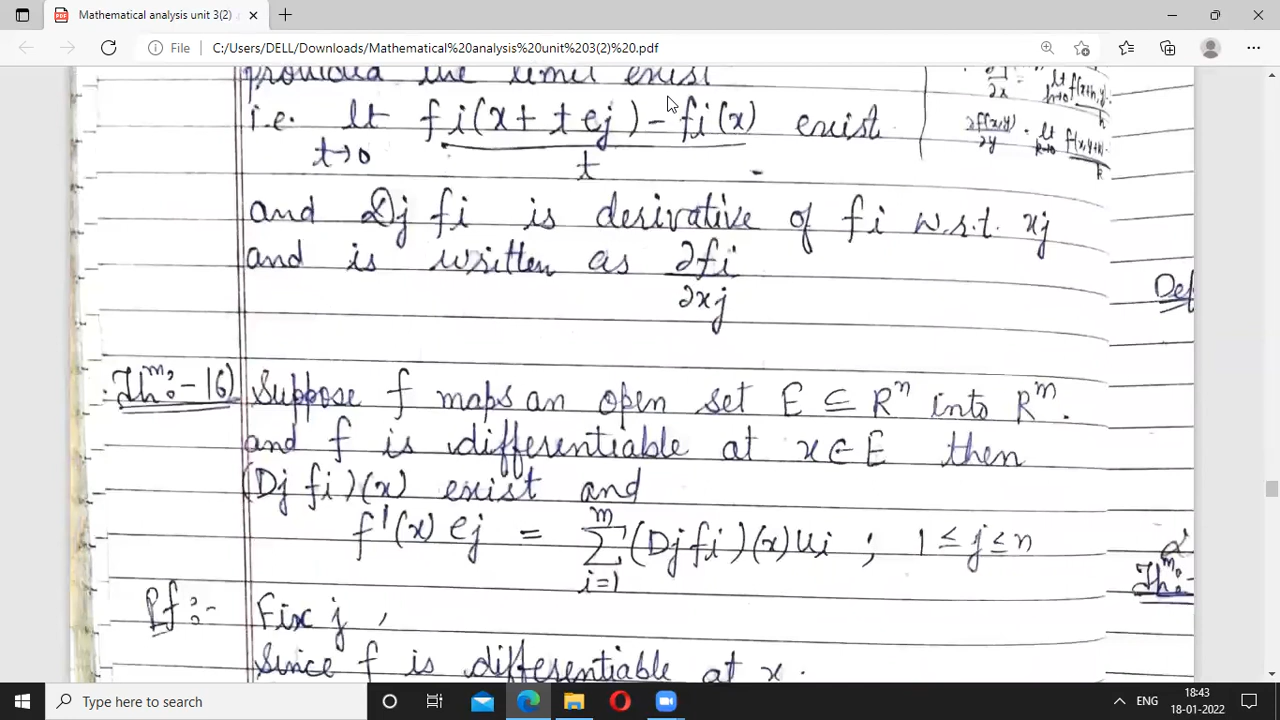 Mathematical analysis unit 3(2)
File
C:/Users/DELL/Downloads/Mathematical%20analysis%20unit%203(2)%20.pdf
provided the limit exist
i.e. lt t→0 fi(x + t ej) - fi(x) / t exist
∂f(x,y)/∂y = lt k→0 f(x,y+k)- / k
and Dj fi is derivative of fi w.r.t. xj
and is written as ∂fi/∂xj
Def
Thm:-16) Suppose f maps an open set E ⊆ R^n into R^m.
and f is differentiable at x ∈ E then
(Dj fi)(x) exist and
f'(x) ej = Σ_{i=1}^{m} (Dj fi)(x) ui ; 1 ≤ j ≤ n
Thm:-
Pf:- Fix j,
Since f is differentiable at x.
Type here to search
ENG
18:43
18-01-2022